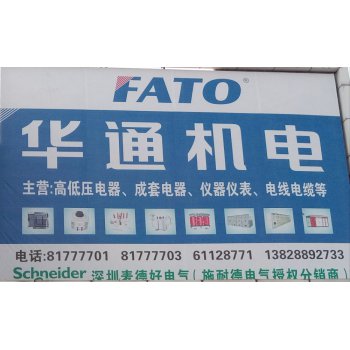 FATO®
华通机电
主营:高低压电器、成套电器、仪器仪表、电线电缆等
电话:81777701 81777703 61128771 13828892733
Schneider 深圳麦德好电气(施耐德电气授权分销商)